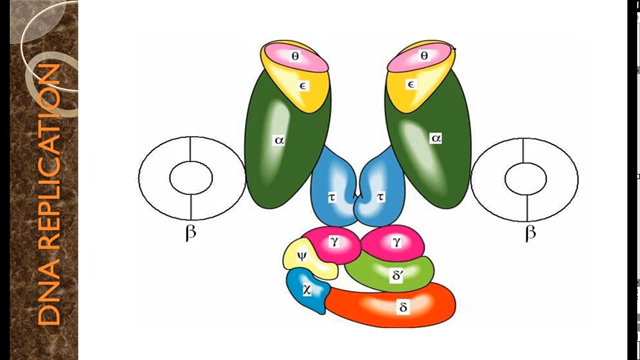 DNA REPLICATION
θ θ
ϵ ϵ
α α
τ τ
β β
γ γ
ψ
δ′
χ
δ